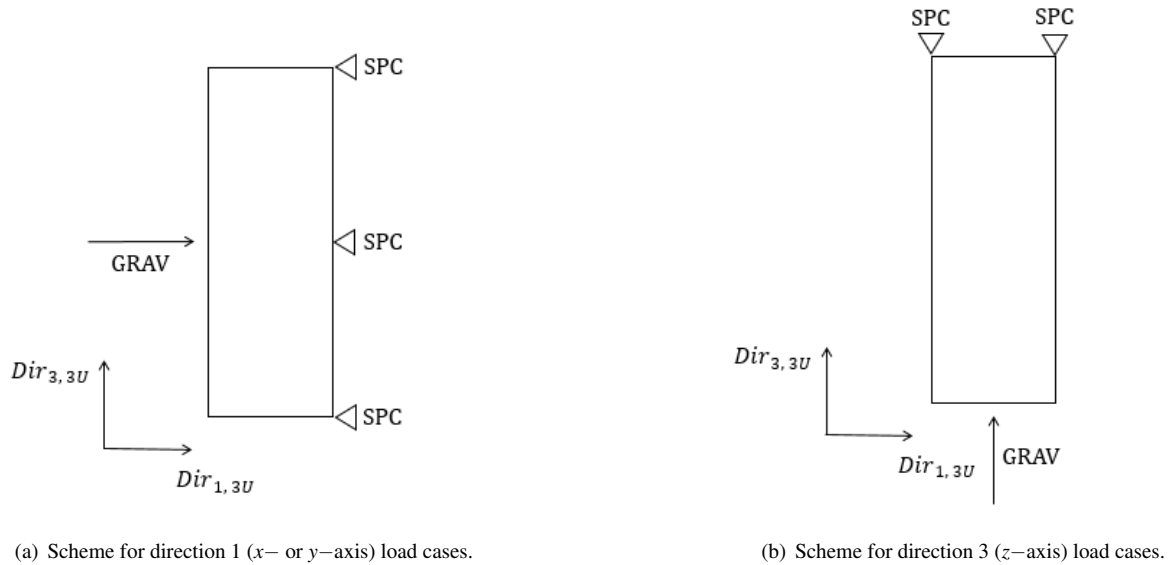 SPC
SPC
GRAV
SPC
Dir3, 3U
Dir1, 3U
(a) Scheme for direction 1 (x− or y−axis) load cases.
SPC SPC
Dir3, 3U
Dir1, 3U
GRAV
(b) Scheme for direction 3 (z−axis) load cases.